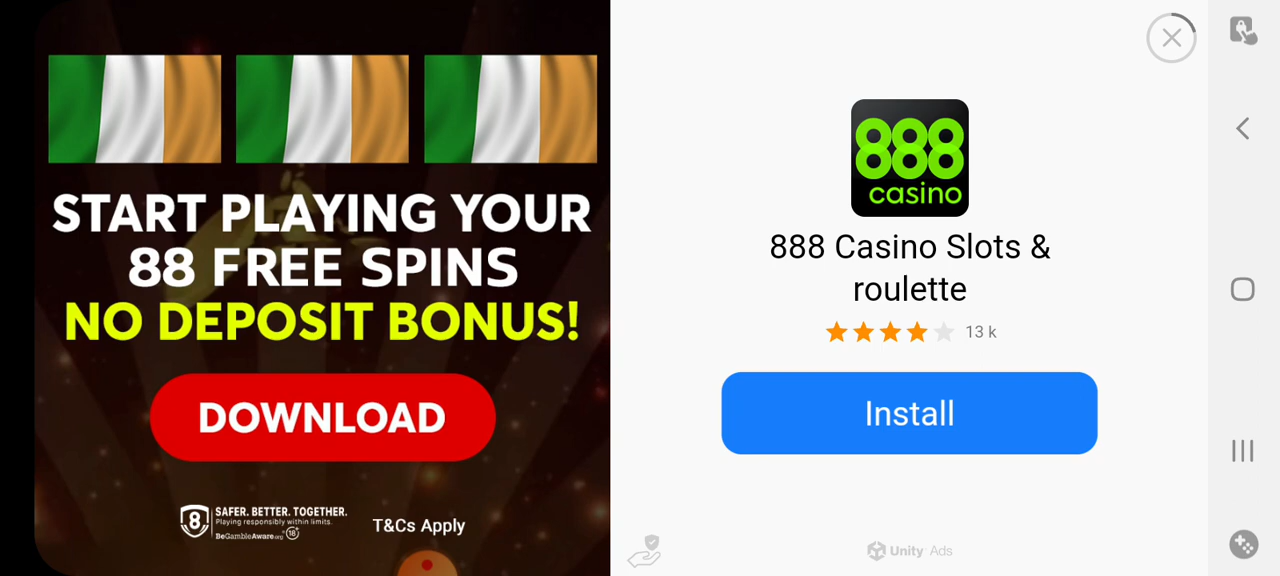 START PLAYING YOUR
88 FREE SPINS
NO DEPOSIT BONUS!
DOWNLOAD
8
SAFER. BETTER. TOGETHER.
Playing responsibly within limits.
BeGambleAware.org 18+
T&Cs Apply
888
casino
888 Casino Slots &
roulette
13 k
Install
Unity Ads